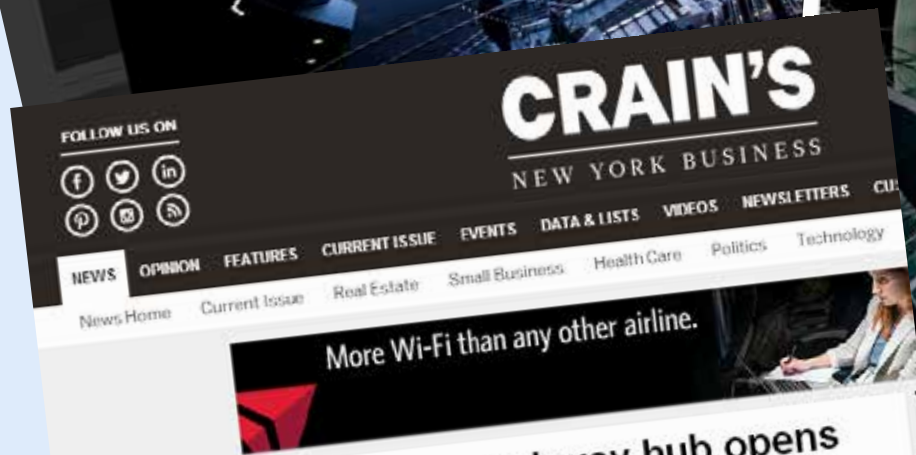 FOLLOW US ON
CRAIN'S
NEW YORK BUSINESS
NEWS OPINION FEATURES CURRENT ISSUE EVENTS DATA & LISTS VIDEOS NEWSLETTERS
News Home Current Issue Real Estate Small Business Health Care Politics Technology
More Wi-Fi than any other airline.
hub opens